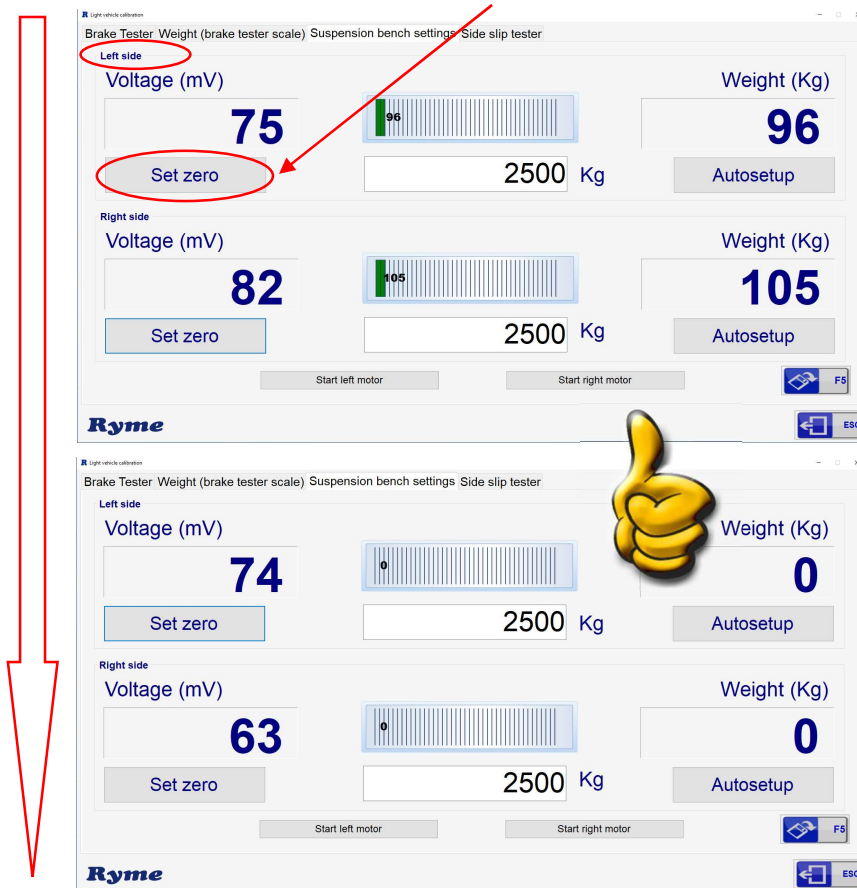 Light vehicle calibration
Brake Tester Weight (brake tester scale) Suspension bench settings Side slip tester
Left side
Voltage (mV) Weight (Kg)
75 96 96
Set zero 2500 Kg Autosetup
Right side
Voltage (mV) Weight (Kg)
82 105 105
Set zero 2500 Kg Autosetup
Start left motor Start right motor F5
Ryme ESC
Light vehicle calibration
Brake Tester Weight (brake tester scale) Suspension bench settings Side slip tester
Left side
Voltage (mV) Weight (Kg)
74 0 0
Set zero 2500 Kg Autosetup
Right side
Voltage (mV) Weight (Kg)
63 0 0
Set zero 2500 Kg Autosetup
Start left motor Start right motor F5
Ryme ESC